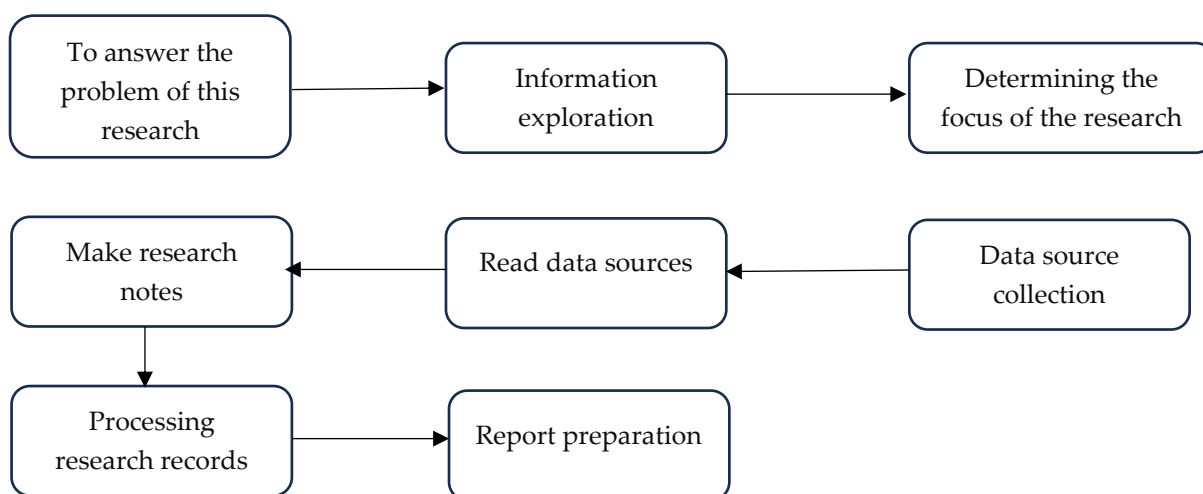 To answer the
problem of this
research
Information
exploration
Determining the
focus of the research
Data source
collection
Read data sources
Make research
notes
Processing
research records
Report preparation